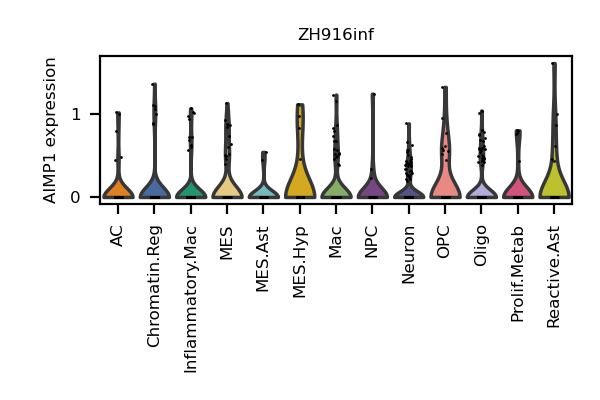 ZH916inf
AIMP1 expression
1
0
AC
Chromatin.Reg
Inflammatory.Mac
MES
MES.Ast
MES.Hyp
Mac
NPC
Neuron
OPC
Oligo
Prolif.Metab
Reactive.Ast